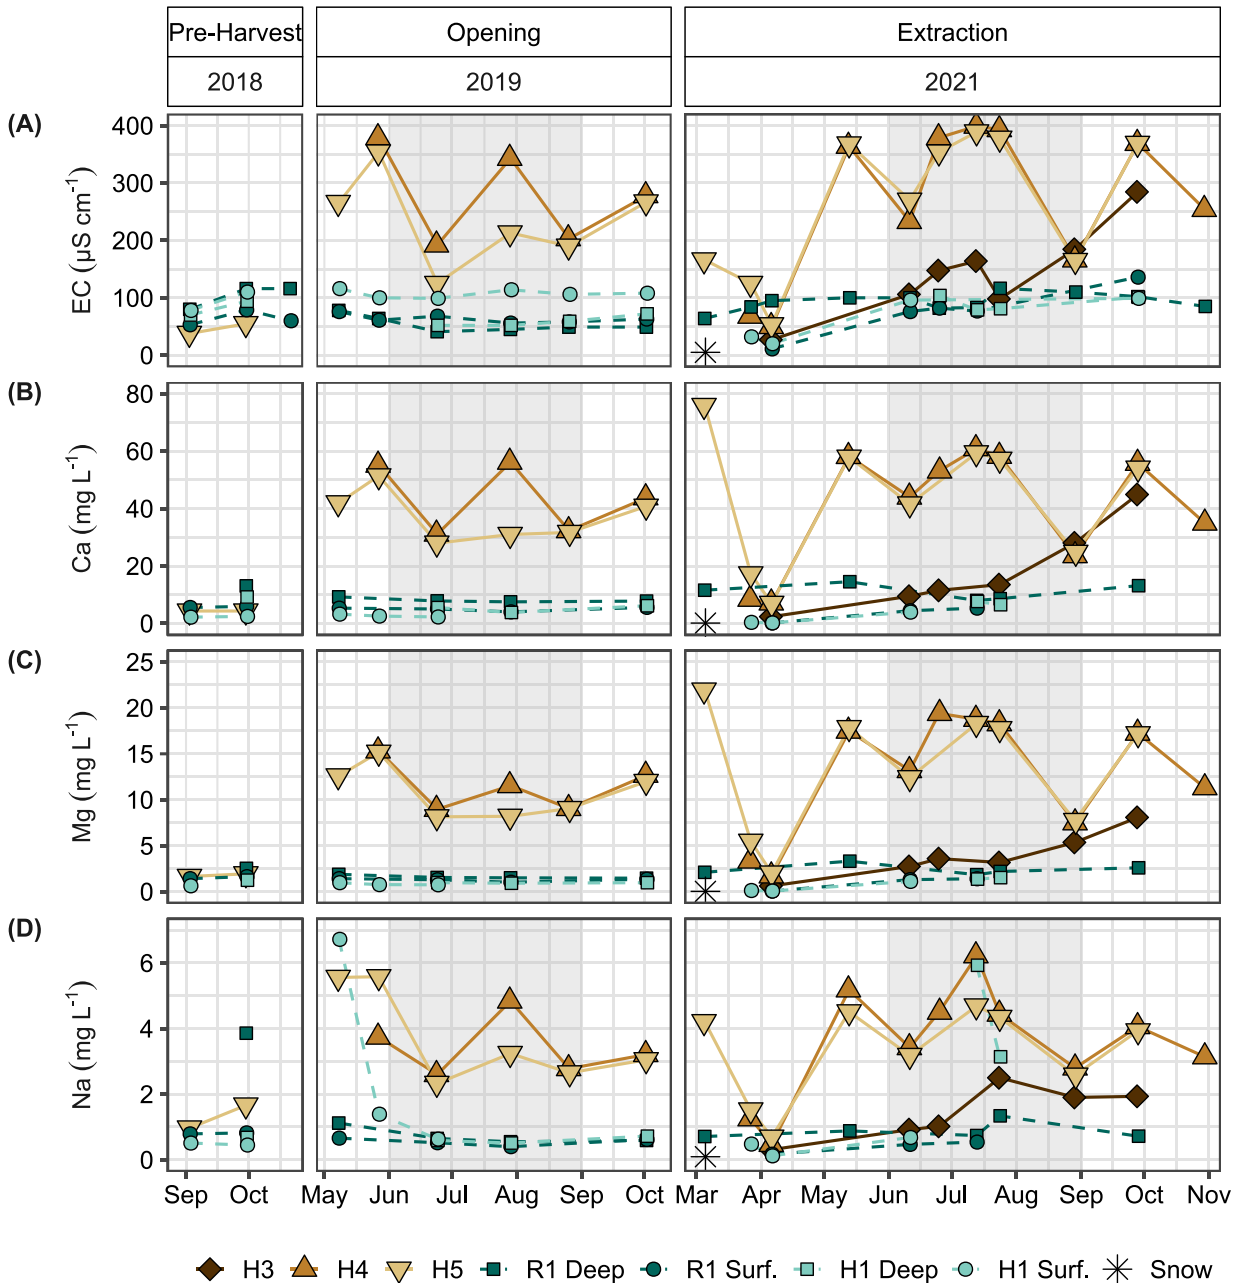 Pre-Harvest Opening Extraction
2018 2019 2021
(A)
EC (µS cm⁻¹)
400
300
200
100
0
(B)
Ca (mg L⁻¹)
80
60
40
20
0
(C)
Mg (mg L⁻¹)
25
20
15
10
5
0
(D)
Na (mg L⁻¹)
6
4
2
0
Sep Oct May Jun Jul Aug Sep Oct Mar Apr May Jun Jul Aug Sep Oct Nov
H3 H4 H5 R1 Deep R1 Surf. H1 Deep H1 Surf. Snow